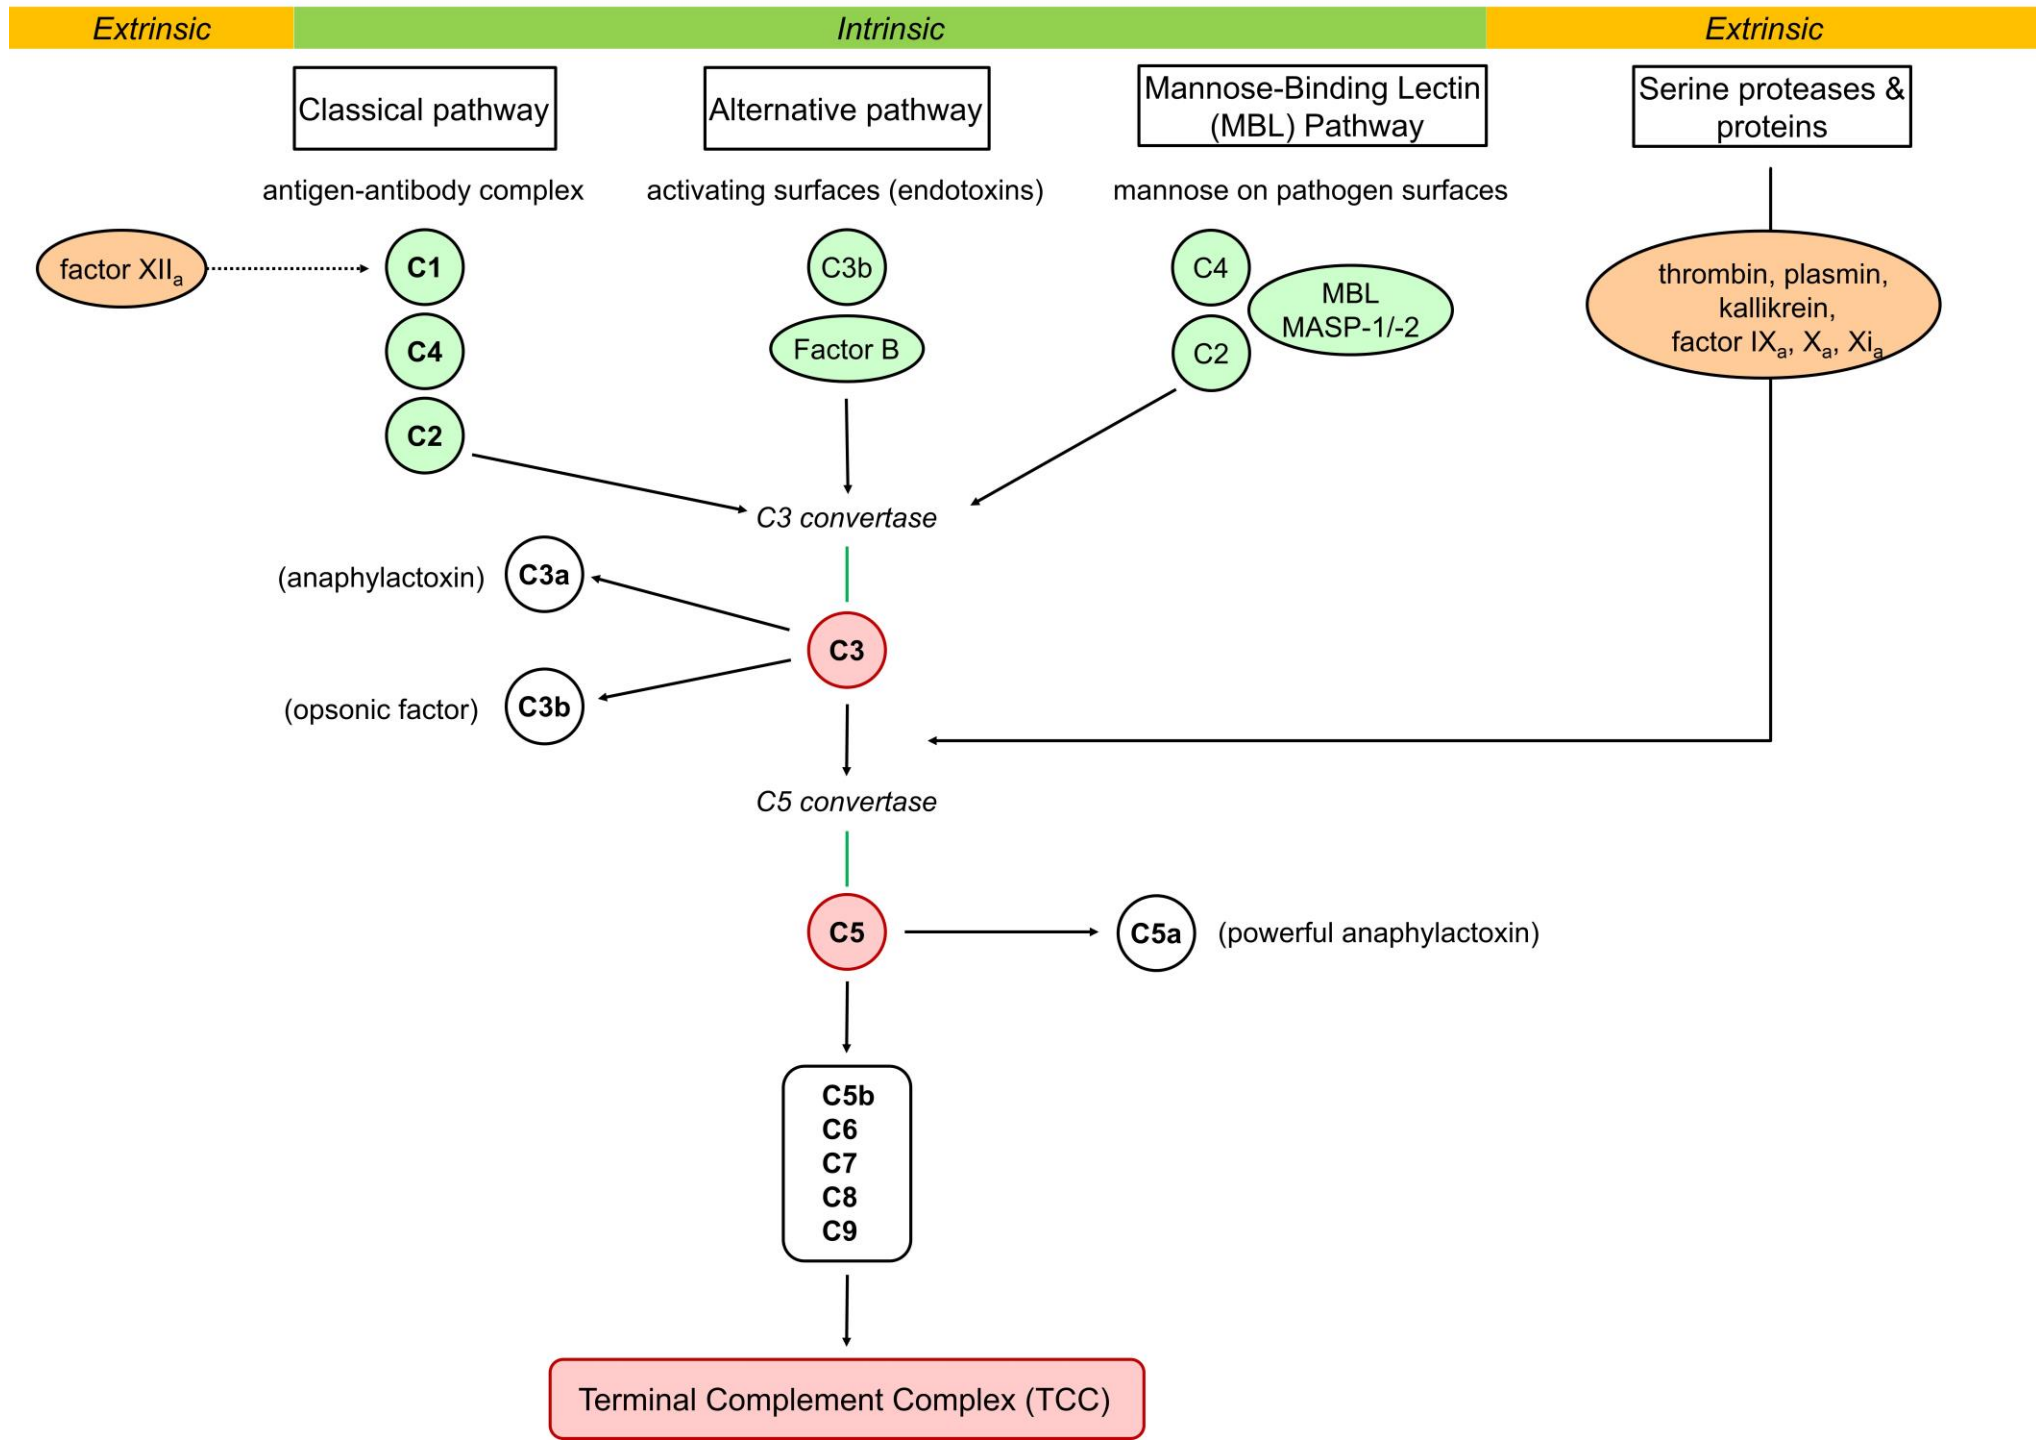 Extrinsic
Intrinsic
Extrinsic
Classical pathway
Alternative pathway
Mannose-Binding Lectin
(MBL) Pathway
Serine proteases &
proteins
antigen-antibody complex
activating surfaces (endotoxins)
mannose on pathogen surfaces
factor XIIa
C1
C4
C2
C3b
Factor B
C4
C2
MBL
MASP-1/-2
thrombin, plasmin,
kallikrein,
factor IXa, Xa, Xia
C3 convertase
(anaphylactoxin)
C3a
C3
(opsonic factor)
C3b
C5 convertase
C5
C5a
(powerful anaphylactoxin)
C5b
C6
C7
C8
C9
Terminal Complement Complex (TCC)